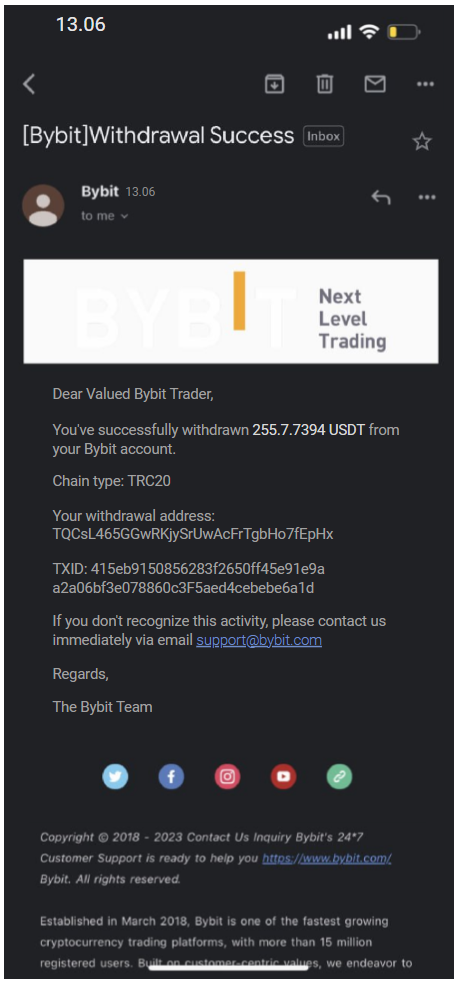 13.06
[Bybit]Withdrawal Success Inbox
Bybit 13.06
to me
BYBIT
Next
Level
Trading
Dear Valued Bybit Trader,
You've successfully withdrawn 255.7.7394 USDT from
your Bybit account.
Chain type: TRC20
Your withdrawal address:
TQCsL465GGwRKjySrUwAcFrTgbHo7fEpHx
TXID: 415eb9150856283f2650ff45e91e9a
a2a06bf3e078860c3F5aed4cebebe6a1d
If you don't recognize this activity, please contact us
immediately via email support@bybit.com
Regards,
The Bybit Team
Copyright © 2018 - 2023 Contact Us Inquiry Bybit's 24*7
Customer Support is ready to help you https://www.bybit.com/
Bybit. All rights reserved.
Established in March 2018, Bybit is one of the fastest growing
cryptocurrency trading platforms, with more than 15 million
registered users. Built on customer-centric values, we endeavor to